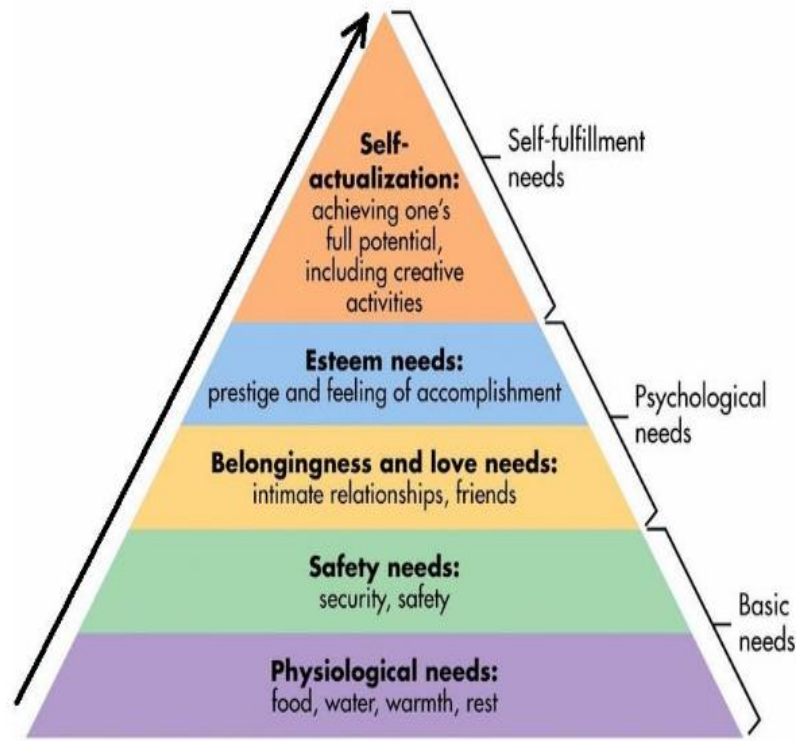 Self-
actualization:
achieving one's
full potential,
including creative
activities
Self-fulfillment
needs
Esteem needs:
prestige and feeling of accomplishment
Psychological
needs
Belongingness and love needs:
intimate relationships, friends
Safety needs:
security, safety
Basic
needs
Physiological needs:
food, water, warmth, rest